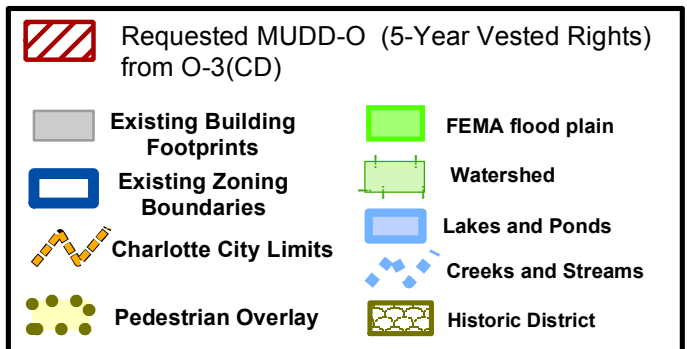 Requested MUDD-O (5-Year Vested Rights)
from O-3(CD)
Existing Building
Footprints
Existing Zoning
Boundaries
Charlotte City Limits
Pedestrian Overlay
FEMA flood plain
Watershed
Lakes and Ponds
Creeks and Streams
Historic District